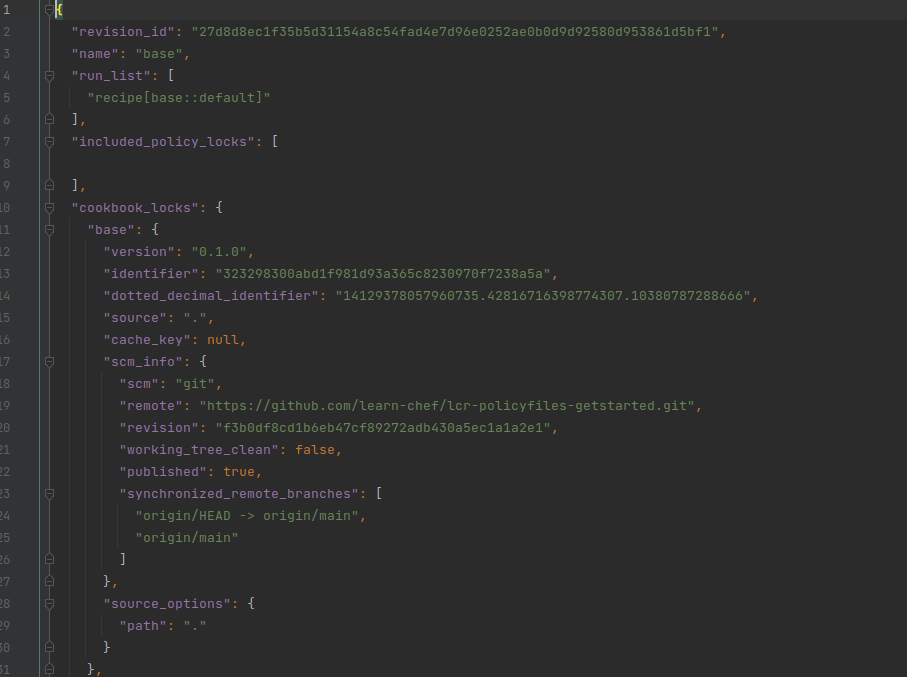 1 {
2 "revision_id": "27d8d8ec1f35b5d31154a8c54fad4e7d96e0252ae0b0d9d92580d953861d5bf1",
3 "name": "base",
4 "run_list": [
5 "recipe[base::default]"
6 ],
7 "included_policy_locks": [
8
9 ],
10 "cookbook_locks": {
11 "base": {
12 "version": "0.1.0",
13 "identifier": "323298300abd1f981d93a365c8230970f7238a5a",
14 "dotted_decimal_identifier": "14129378057960735.42816716398774307.10380787288666",
15 "source": ".",
16 "cache_key": null,
17 "scm_info": {
18 "scm": "git",
19 "remote": "https://github.com/learn-chef/lcr-policyfiles-getstarted.git",
20 "revision": "f3b0df8cd1b6eb47cf89272adb430a5ec1a1a2e1",
21 "working_tree_clean": false,
22 "published": true,
23 "synchronized_remote_branches": [
24 "origin/HEAD -> origin/main",
25 "origin/main"
26 ]
27 },
28 "source_options": {
29 "path": "."
30 }
31 },